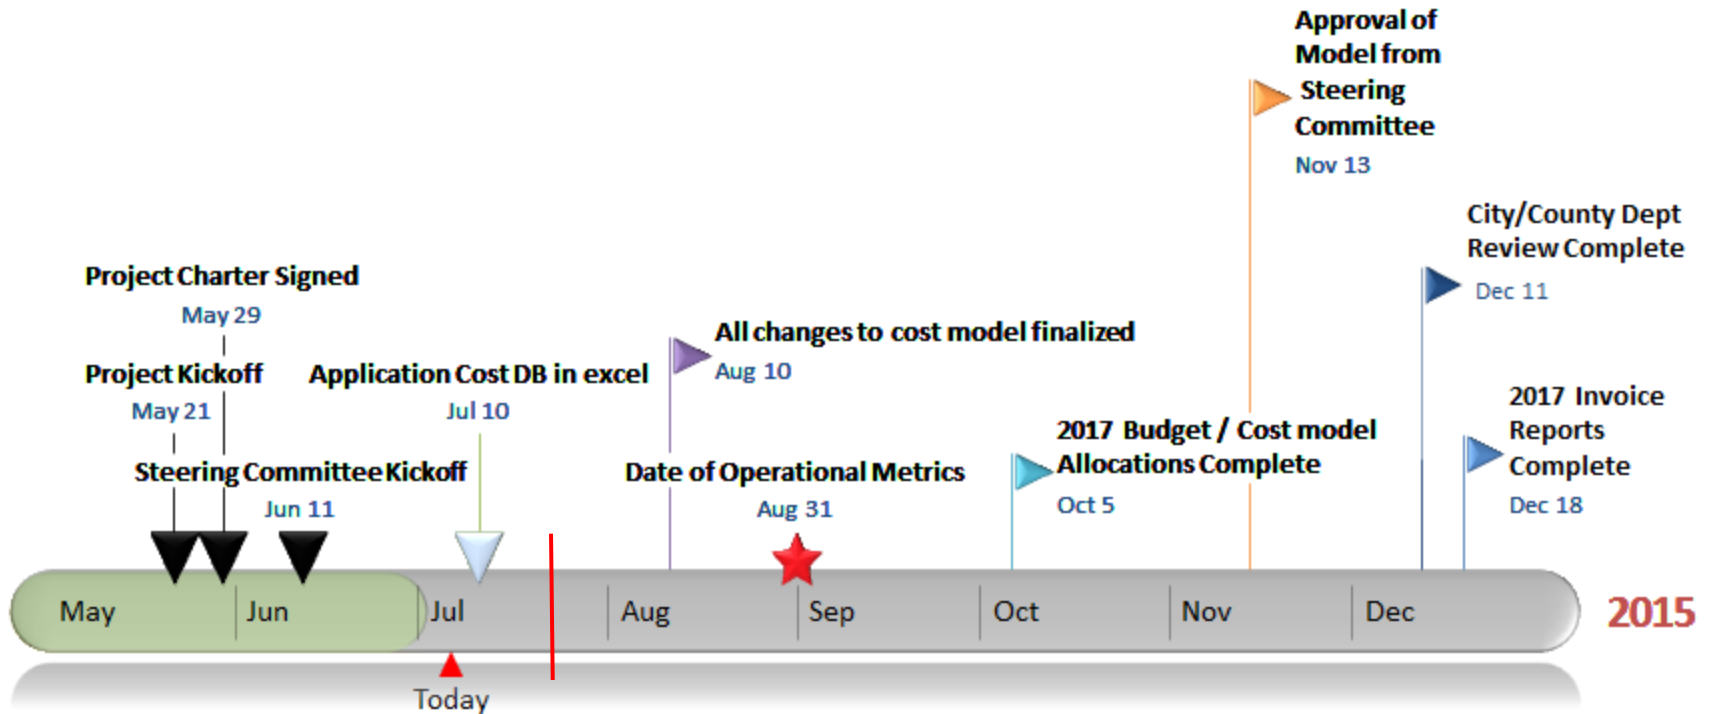 Approval of
Model from
Steering
Committee
Nov 13
City/County Dept
Review Complete
Dec 11
Project Charter Signed
May 29
All changes to cost model finalized
Aug 10
Project Kickoff
May 21
Application Cost DB in excel
Jul 10
2017 Invoice
Reports
Complete
Dec 18
2017 Budget / Cost model
Allocations Complete
Oct 5
Steering Committee Kickoff
Jun 11
Date of Operational Metrics
Aug 31
May Jun Jul Aug Sep Oct Nov Dec 2015
Today